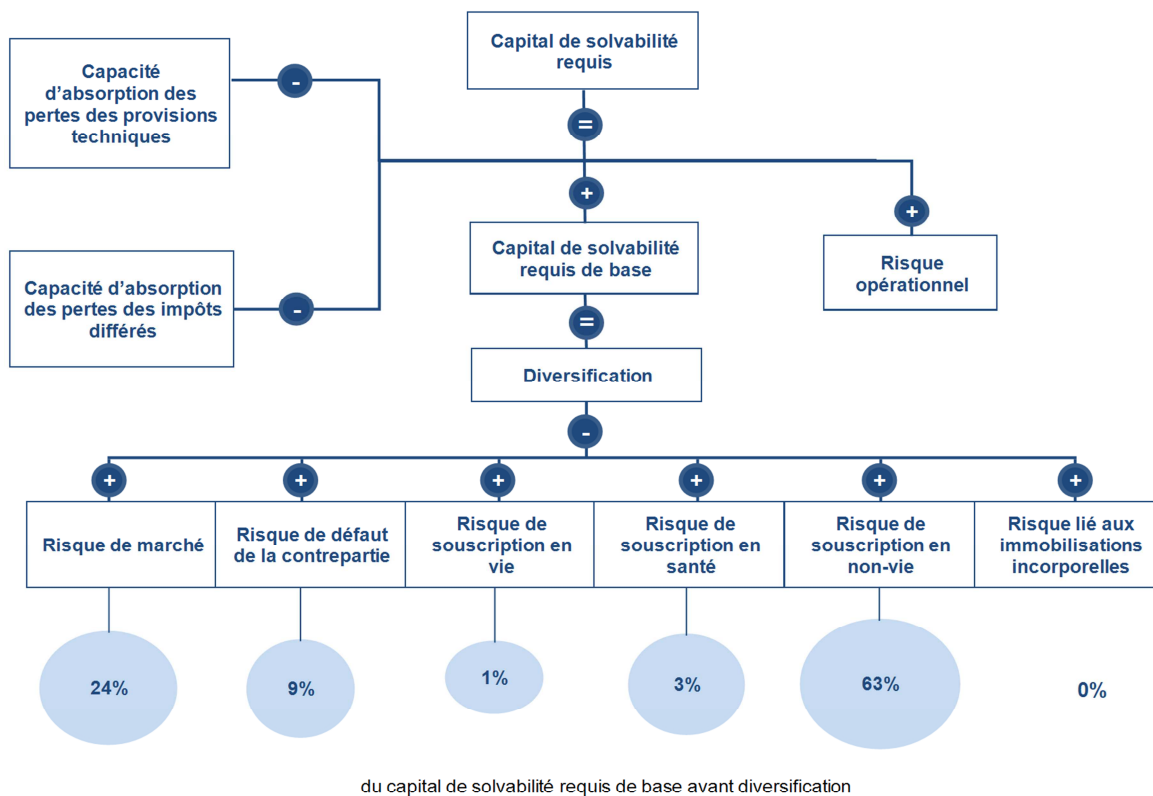 Capital de solvabilité
requis
Capacité
d'absorption des
pertes des provisions
techniques
-
=
+
+
Capital de solvabilité
requis de base
Risque
opérationnel
Capacité d'absorption
des pertes des impôts
différés
-
=
Diversification
-
+
+
+
+
+
+
Risque de marché
Risque de défaut
de la contrepartie
Risque de
souscription en
vie
Risque de
souscription en
santé
Risque de
souscription en
non-vie
Risque lié aux
immobilisations
incorporelles
24%
9%
1%
3%
63%
0%
du capital de solvabilité requis de base avant diversification